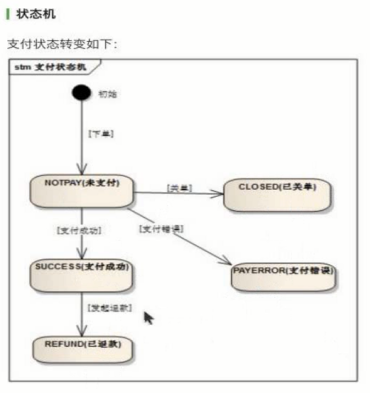 状态机
支付状态转变如下:
stm 支付状态机
初始
[下单]
NOTPAY(未支付)
[关单]
CLOSED(已关单)
[支付成功]
[支付错误]
SUCCESS(支付成功)
PAYERROR(支付错误)
[发起退款]
REFUND(已退款)